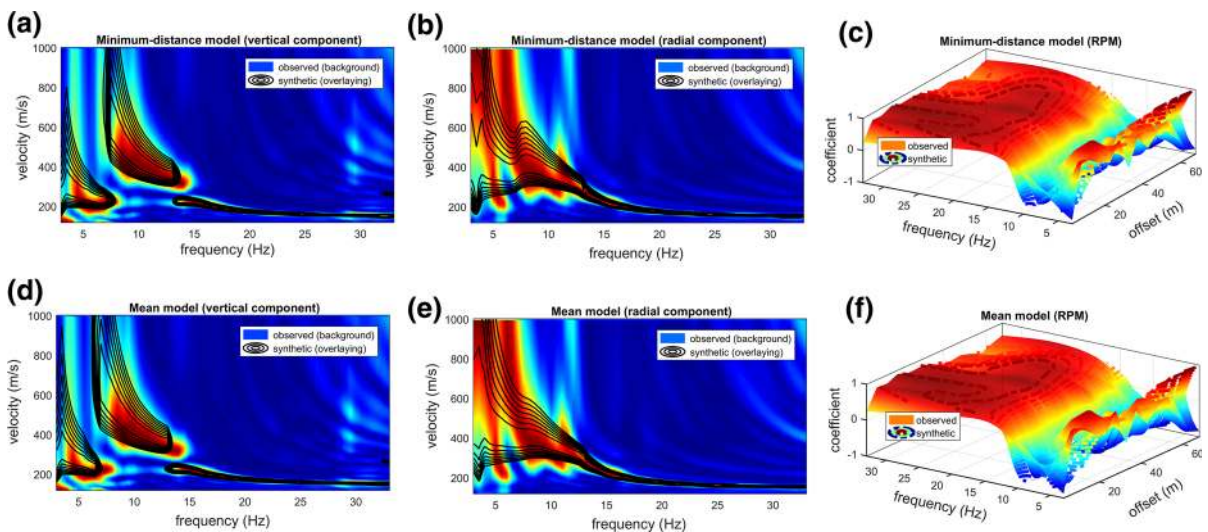 (a)
Minimum-distance model (vertical component)
1000
800
600
400
200
velocity (m/s)
observed (background)
synthetic (overlaying)
5 10 15 20 25 30
frequency (Hz)
(b)
Minimum-distance model (radial component)
1000
800
600
400
200
velocity (m/s)
observed (background)
synthetic (overlaying)
5 10 15 20 25 30
frequency (Hz)
(c)
Minimum-distance model (RPM)
1
0
-1
coefficient
observed
synthetic
30 25 20 15 10 5
frequency (Hz)
20 40 60
offset (m)
(d)
Mean model (vertical component)
1000
800
600
400
200
velocity (m/s)
observed (background)
synthetic (overlaying)
5 10 15 20 25 30
frequency (Hz)
(e)
Mean model (radial component)
1000
800
600
400
200
velocity (m/s)
observed (background)
synthetic (overlaying)
5 10 15 20 25 30
frequency (Hz)
(f)
Mean model (RPM)
1
0
-1
coefficient
observed
synthetic
30 25 20 15 10 5
frequency (Hz)
20 40 60
offset (m)